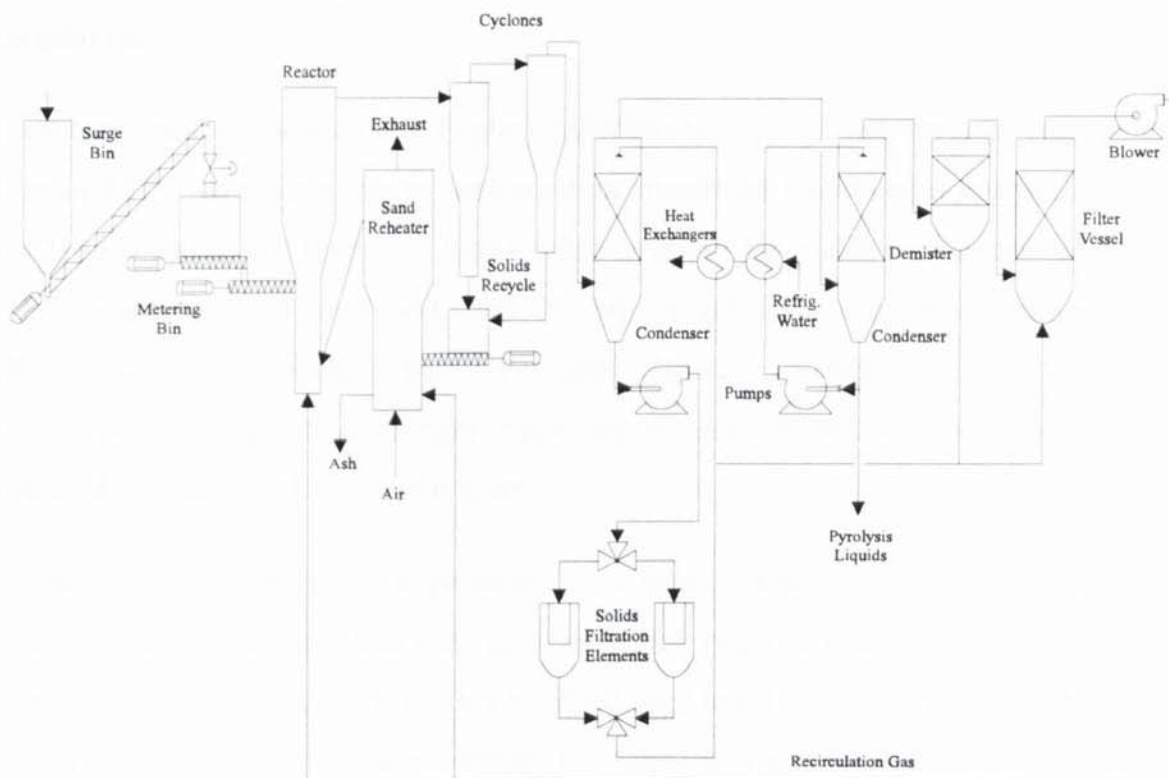 Cyclones
Reactor
Surge
Bin
Exhaust
Blower
Sand
Reheater
Heat
Exchangers
Filter
Vessel
Demister
Solids
Recycle
Metering
Bin
Refrig.
Water
Condenser
Condenser
Pumps
Ash
Air
Pyrolysis
Liquids
Solids
Filtration
Elements
Recirculation Gas